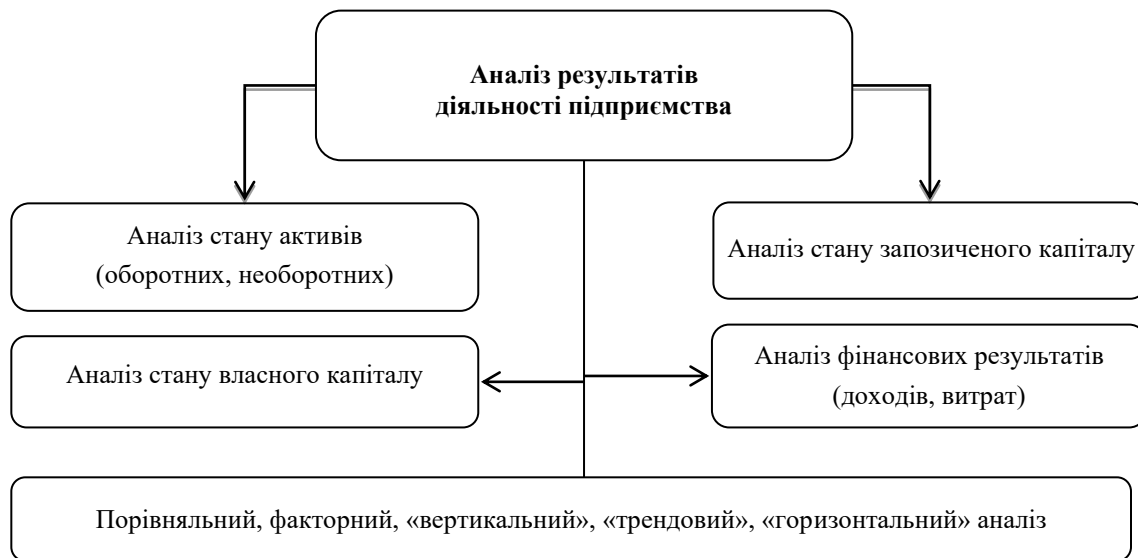 Аналіз результатів
діяльності підприємства
Аналіз стану активів
(оборотних, необоротних)
Аналіз стану запозиченого капіталу
Аналіз стану власного капіталу
Аналіз фінансових результатів
(доходів, витрат)
Порівняльний, факторний, «вертикальний», «трендовий», «горизонтальний» аналіз